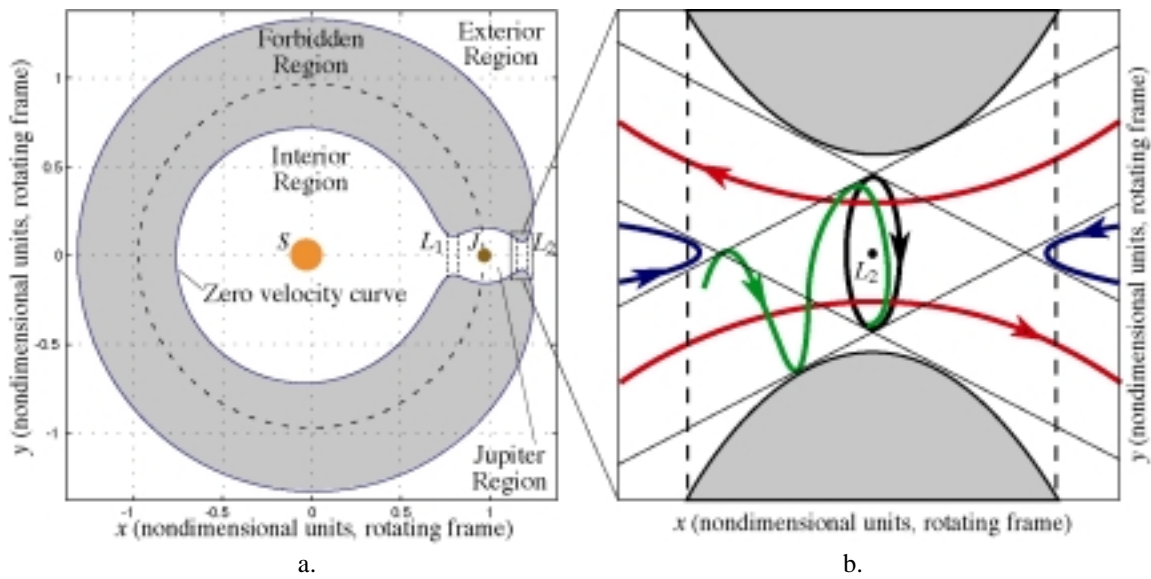 Forbidden
Region
Exterior
Region
1
0.5
0
-0.5
-1
Interior
Region
S
L1
J
L2
Zero velocity curve
Jupiter
Region
-1
-0.5
0
0.5
1
y (nondimensional units, rotating frame)
x (nondimensional units, rotating frame)
a.
L2
y (nondimensional units, rotating frame)
x (nondimensional units, rotating frame)
b.